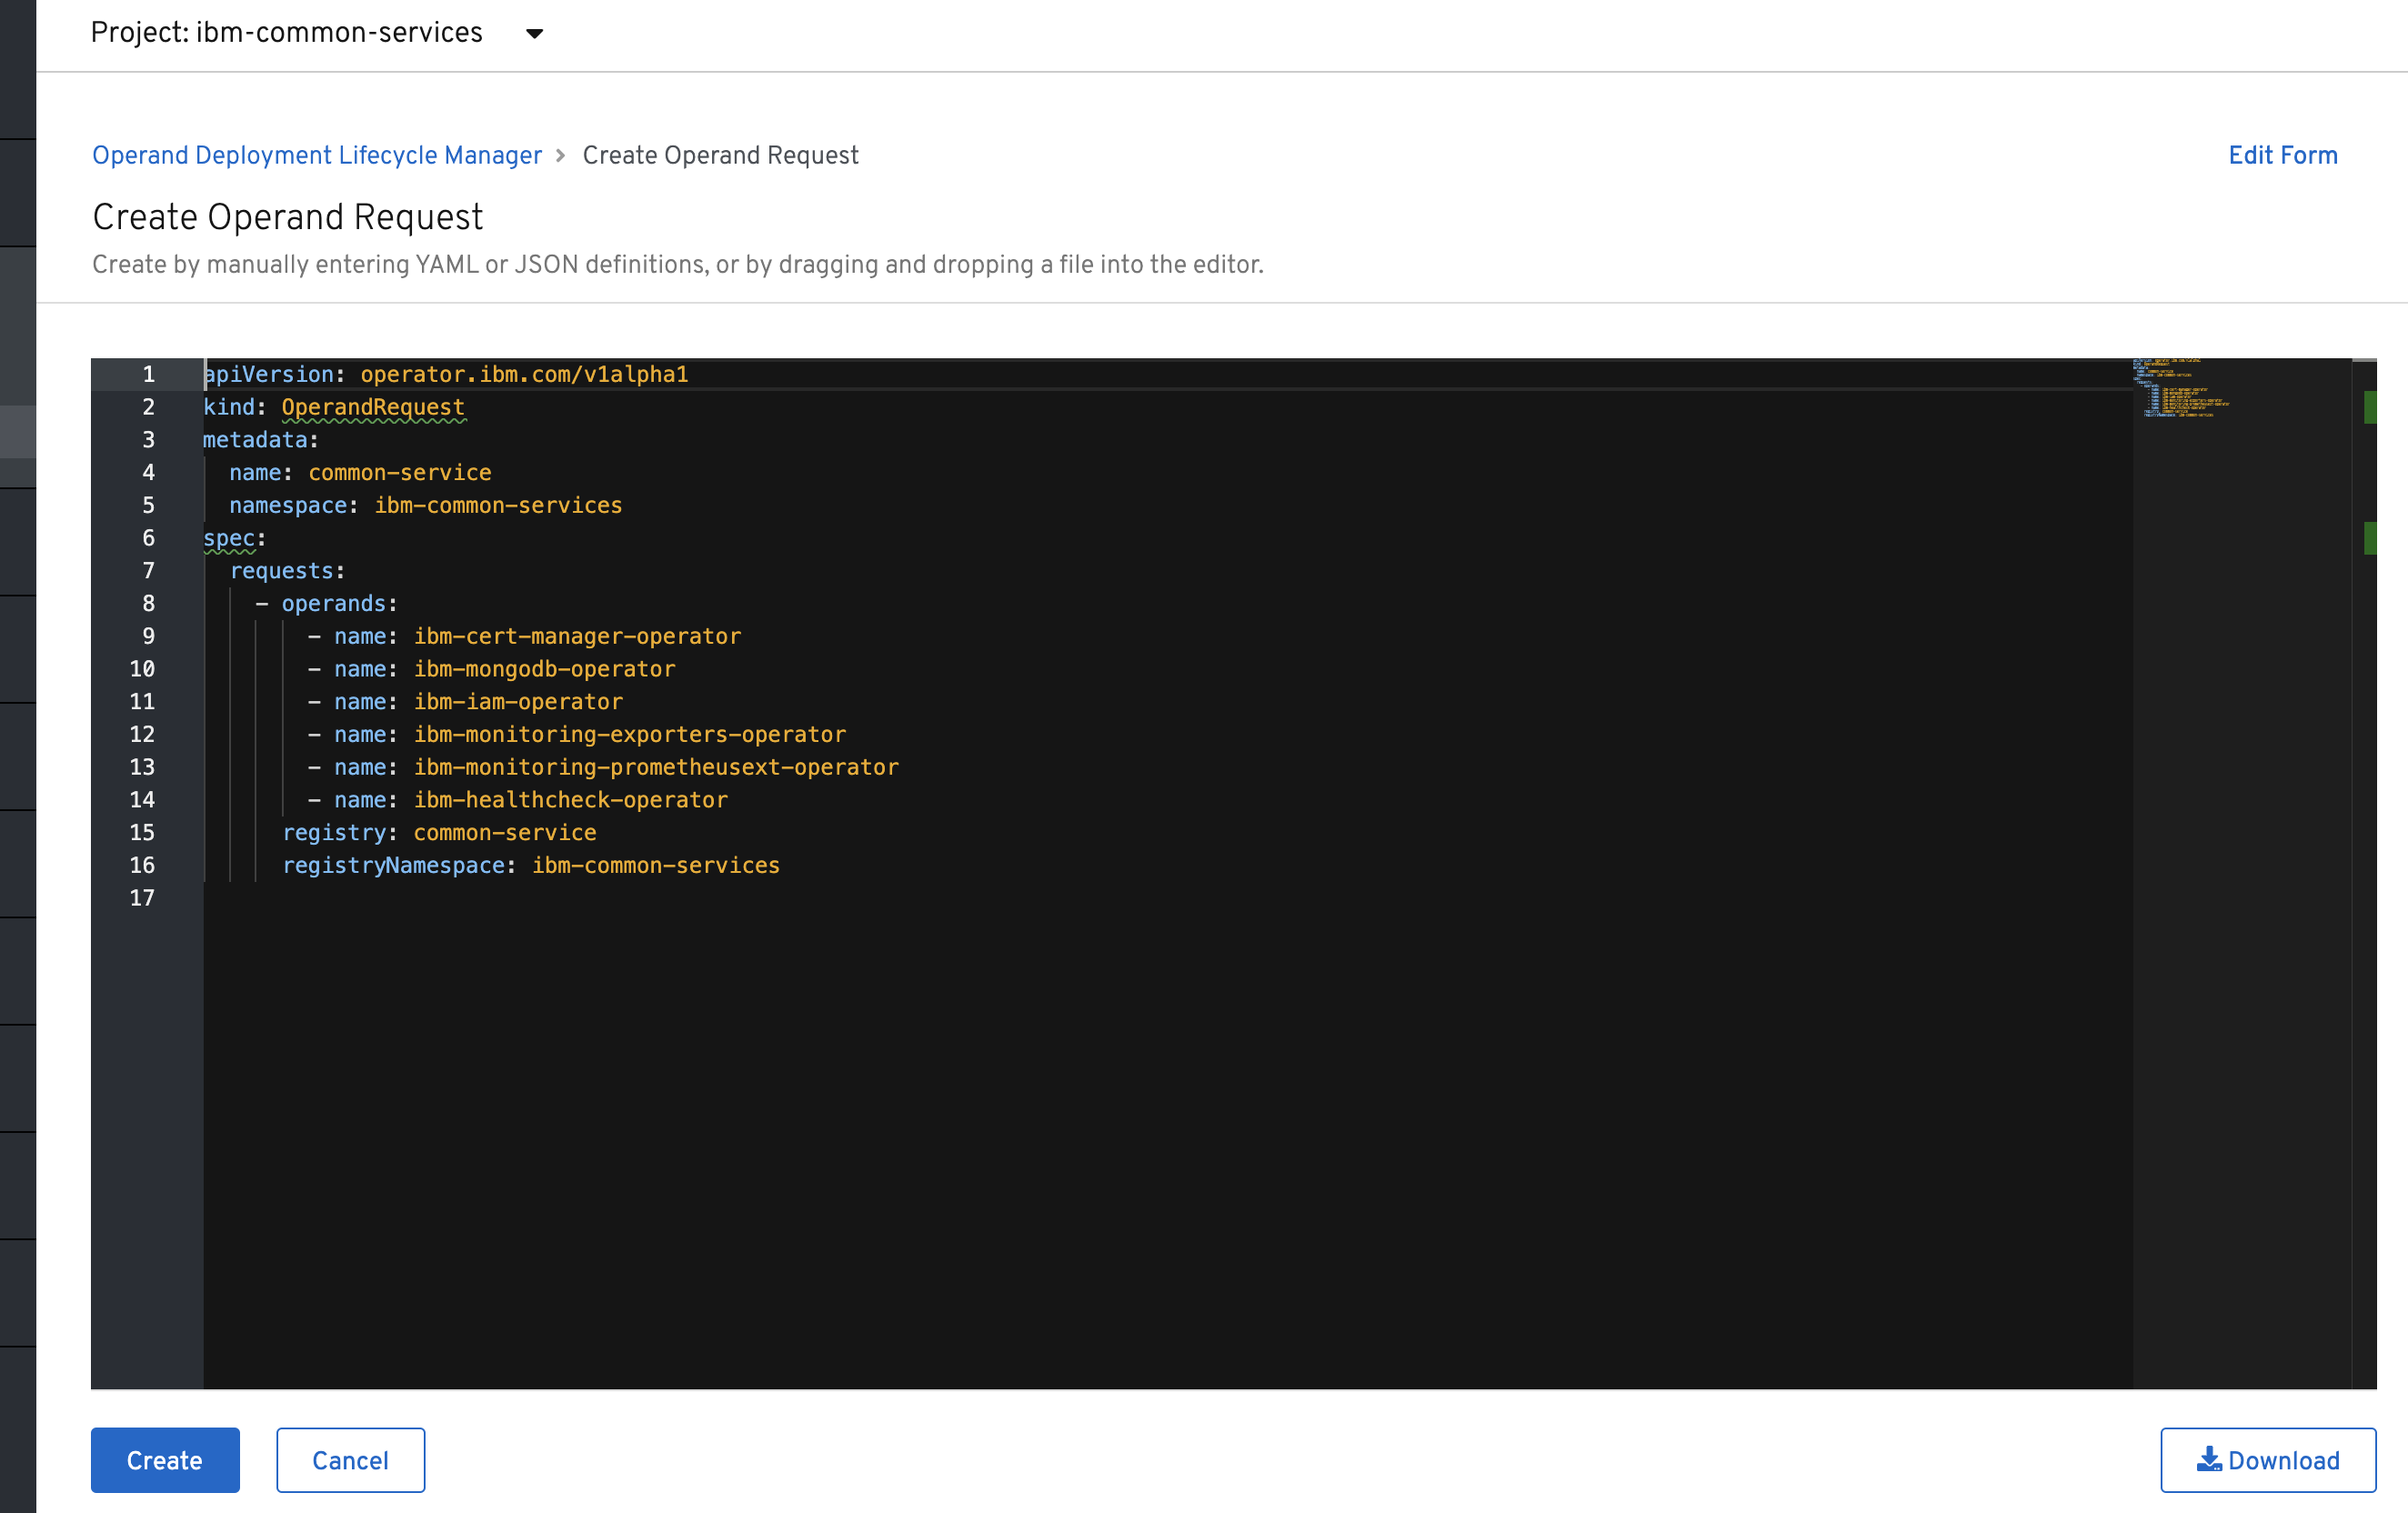 Project: ibm-common-services
Operand Deployment Lifecycle Manager > Create Operand Request
Edit Form
Create Operand Request
Create by manually entering YAML or JSON definitions, or by dragging and dropping a file into the editor.
1 apiVersion: operator.ibm.com/v1alpha1
2 kind: OperandRequest
3 metadata:
4   name: common-service
5   namespace: ibm-common-services
6 spec:
7   requests:
8     - operands:
9         - name: ibm-cert-manager-operator
10         - name: ibm-mongodb-operator
11         - name: ibm-iam-operator
12         - name: ibm-monitoring-exporters-operator
13         - name: ibm-monitoring-prometheusext-operator
14         - name: ibm-healthcheck-operator
15       registry: common-service
16       registryNamespace: ibm-common-services
17
Create
Cancel
Download